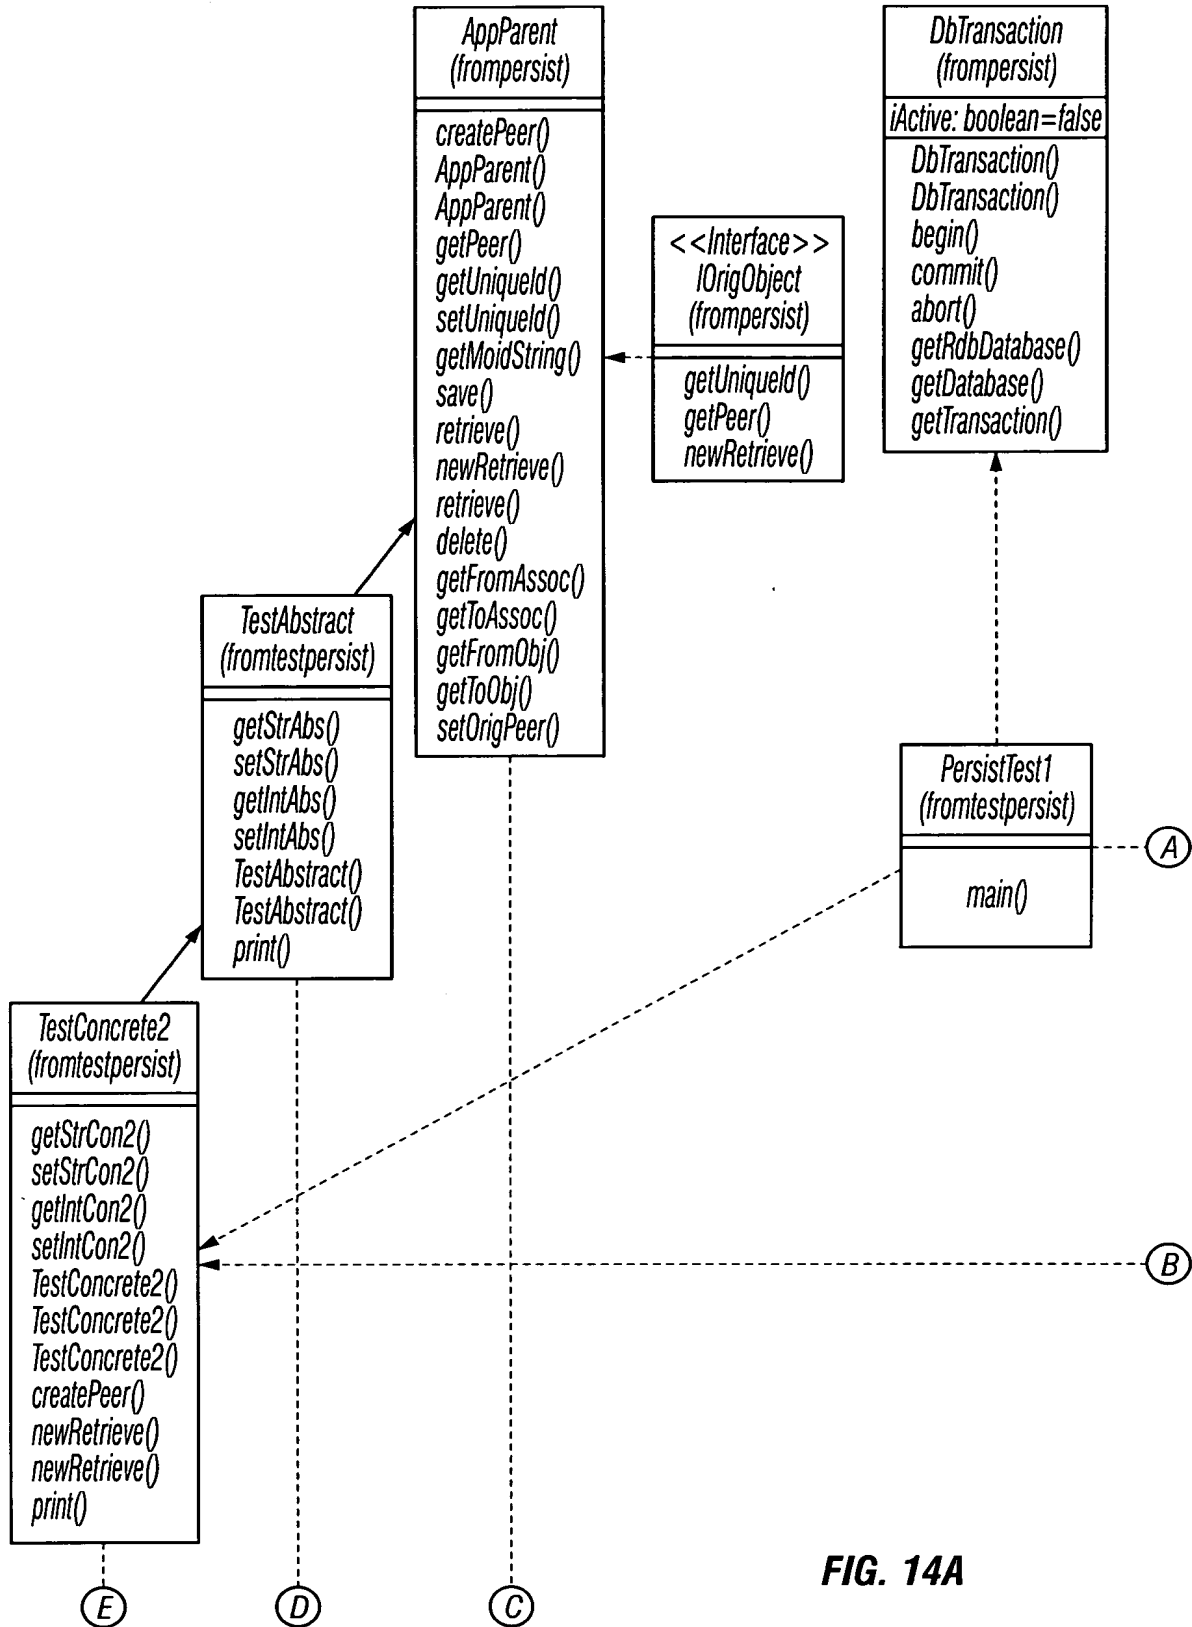 AppParent
(frompersist)
createPeer()
AppParent()
AppParent()
getPeer()
getUniqueId()
setUniqueId()
getMoidString()
save()
retrieve()
newRetrieve()
retrieve()
delete()
getFromAssoc()
getToAssoc()
getFromObj()
getToObj()
setOrigPeer()
<<Interface>>
IOrigObject
(frompersist)
getUniqueId()
getPeer()
newRetrieve()
DbTransaction
(frompersist)
iActive: boolean=false
DbTransaction()
DbTransaction()
begin()
commit()
abort()
getRdbDatabase()
getDatabase()
getTransaction()
TestAbstract
(fromtestpersist)
getStrAbs()
setStrAbs()
getIntAbs()
setIntAbs()
TestAbstract()
TestAbstract()
print()
PersistTest1
(fromtestpersist)
main()
A
TestConcrete2
(fromtestpersist)
getStrCon2()
setStrCon2()
getIntCon2()
setIntCon2()
TestConcrete2()
TestConcrete2()
TestConcrete2()
createPeer()
newRetrieve()
newRetrieve()
print()
B
E
D
C
FIG. 14A